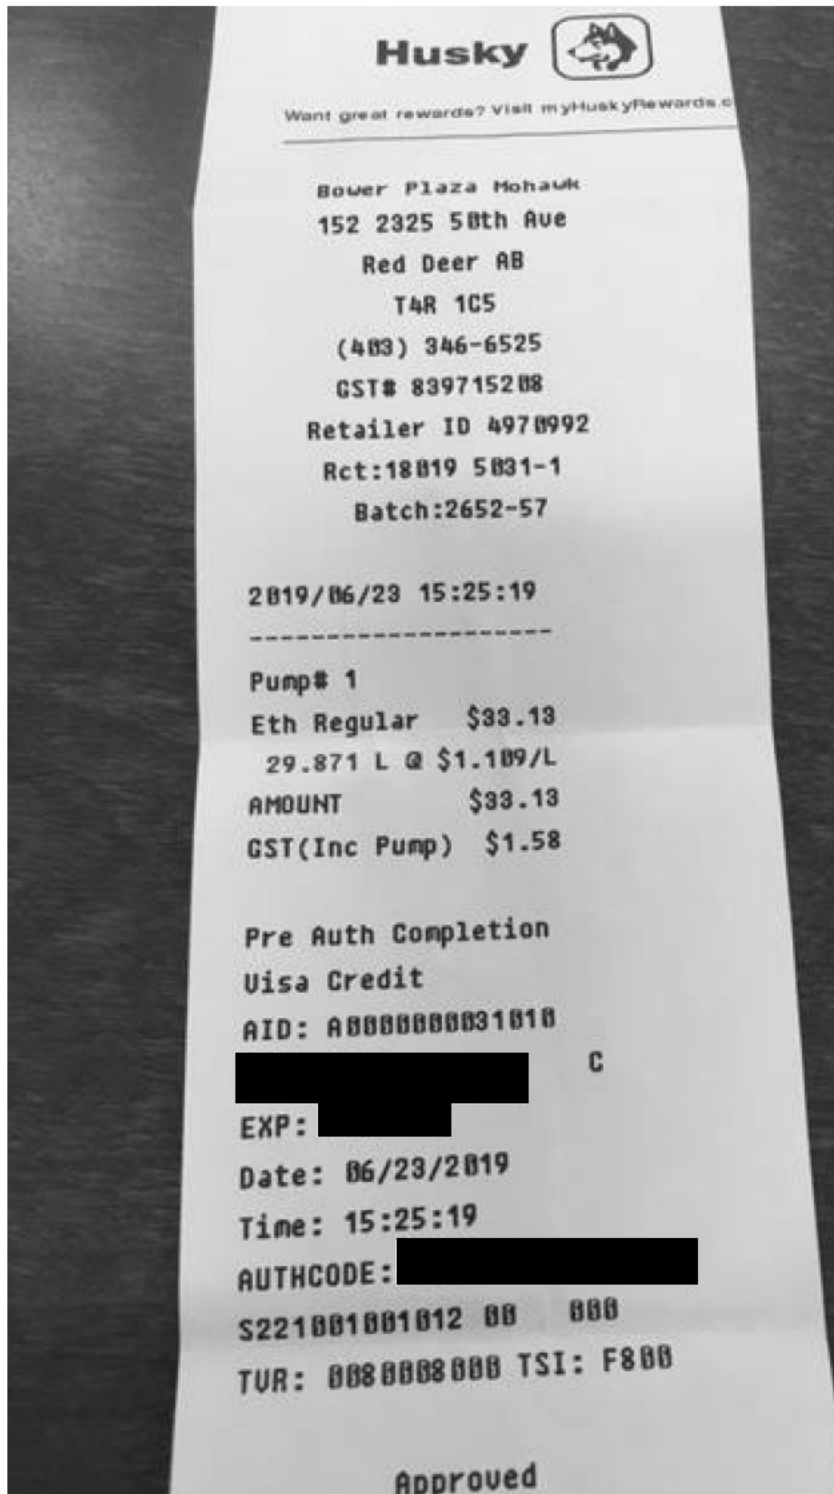 Husky
Want great rewards? Visit myHuskyRewards.c
Bower Plaza Mohawk
152 2325 50th Ave
Red Deer AB
T4R 1C5
(403) 346-6525
GST# 839715208
Retailer ID 4970992
Rct:18019 5031-1
Batch:2652-57
2019/06/23 15:25:19
---------------------
Pump# 1
Eth Regular $33.13
29.871 L @ $1.109/L
AMOUNT $33.13
GST(Inc Pump) $1.58
Pre Auth Completion
Visa Credit
AID: A0000000031010
C
EXP:
Date: 06/23/2019
Time: 15:25:19
AUTHCODE:
S221001001012 00 000
TVR: 0080008000 TSI: F800
Approved